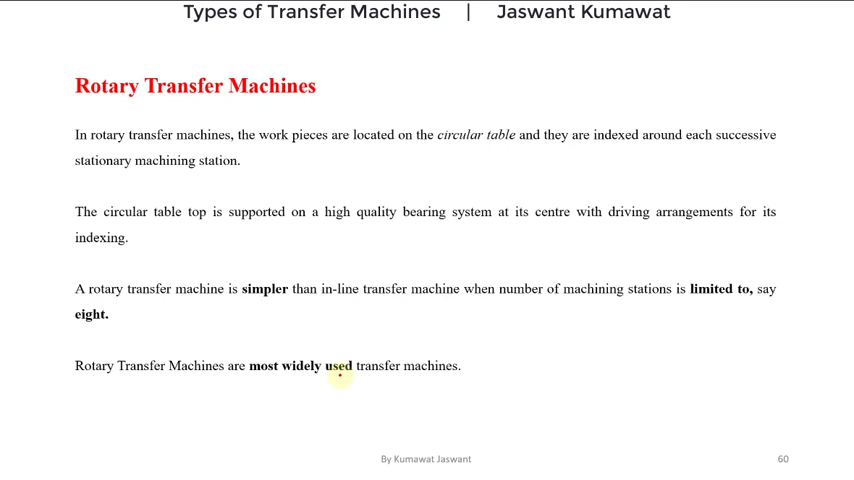 Types of Transfer Machines | Jaswant Kumawat
Rotary Transfer Machines
In rotary transfer machines, the work pieces are located on the circular table and they are indexed around each successive
stationary machining station.
The circular table top is supported on a high quality bearing system at its centre with driving arrangements for its
indexing.
A rotary transfer machine is simpler than in-line transfer machine when number of machining stations is limited to, say
eight.
Rotary Transfer Machines are most widely used transfer machines.
By Kumawat Jaswant
60